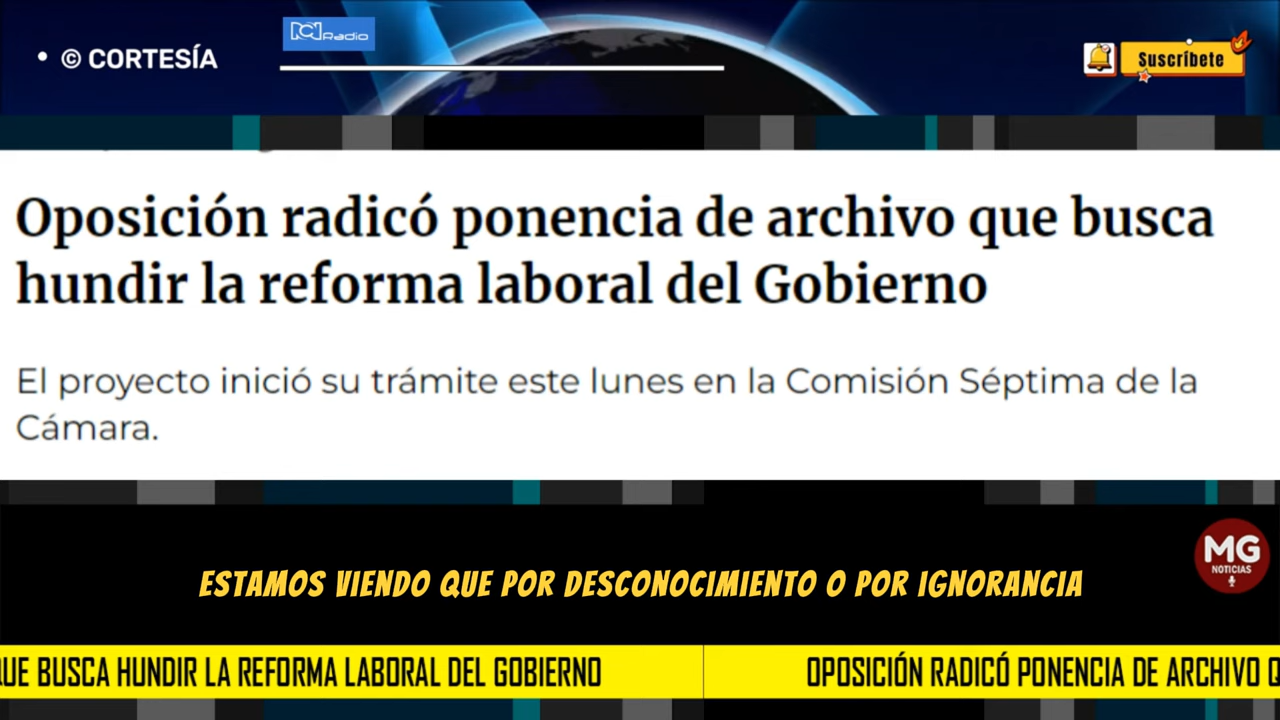 • © CORTESÍA
RCN Radio
Suscríbete
Oposición radicó ponencia de archivo que busca
hundir la reforma laboral del Gobierno
El proyecto inició su trámite este lunes en la Comisión Séptima de la
Cámara.
MG
NOTICIAS
ESTAMOS VIENDO QUE POR DESCONOCIMIENTO O POR IGNORANCIA
UE BUSCA HUNDIR LA REFORMA LABORAL DEL GOBIERNO
OPOSICIÓN RADICÓ PONENCIA DE ARCHIVO Q